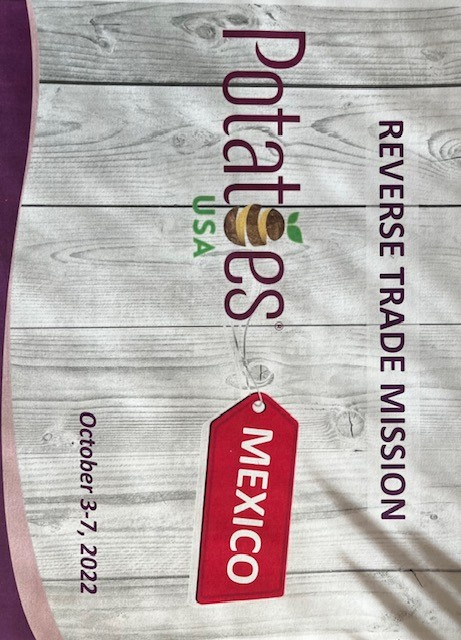 REVERSE TRADE MISSION
Potatoes®
USA
MEXICO
October 3-7, 2022